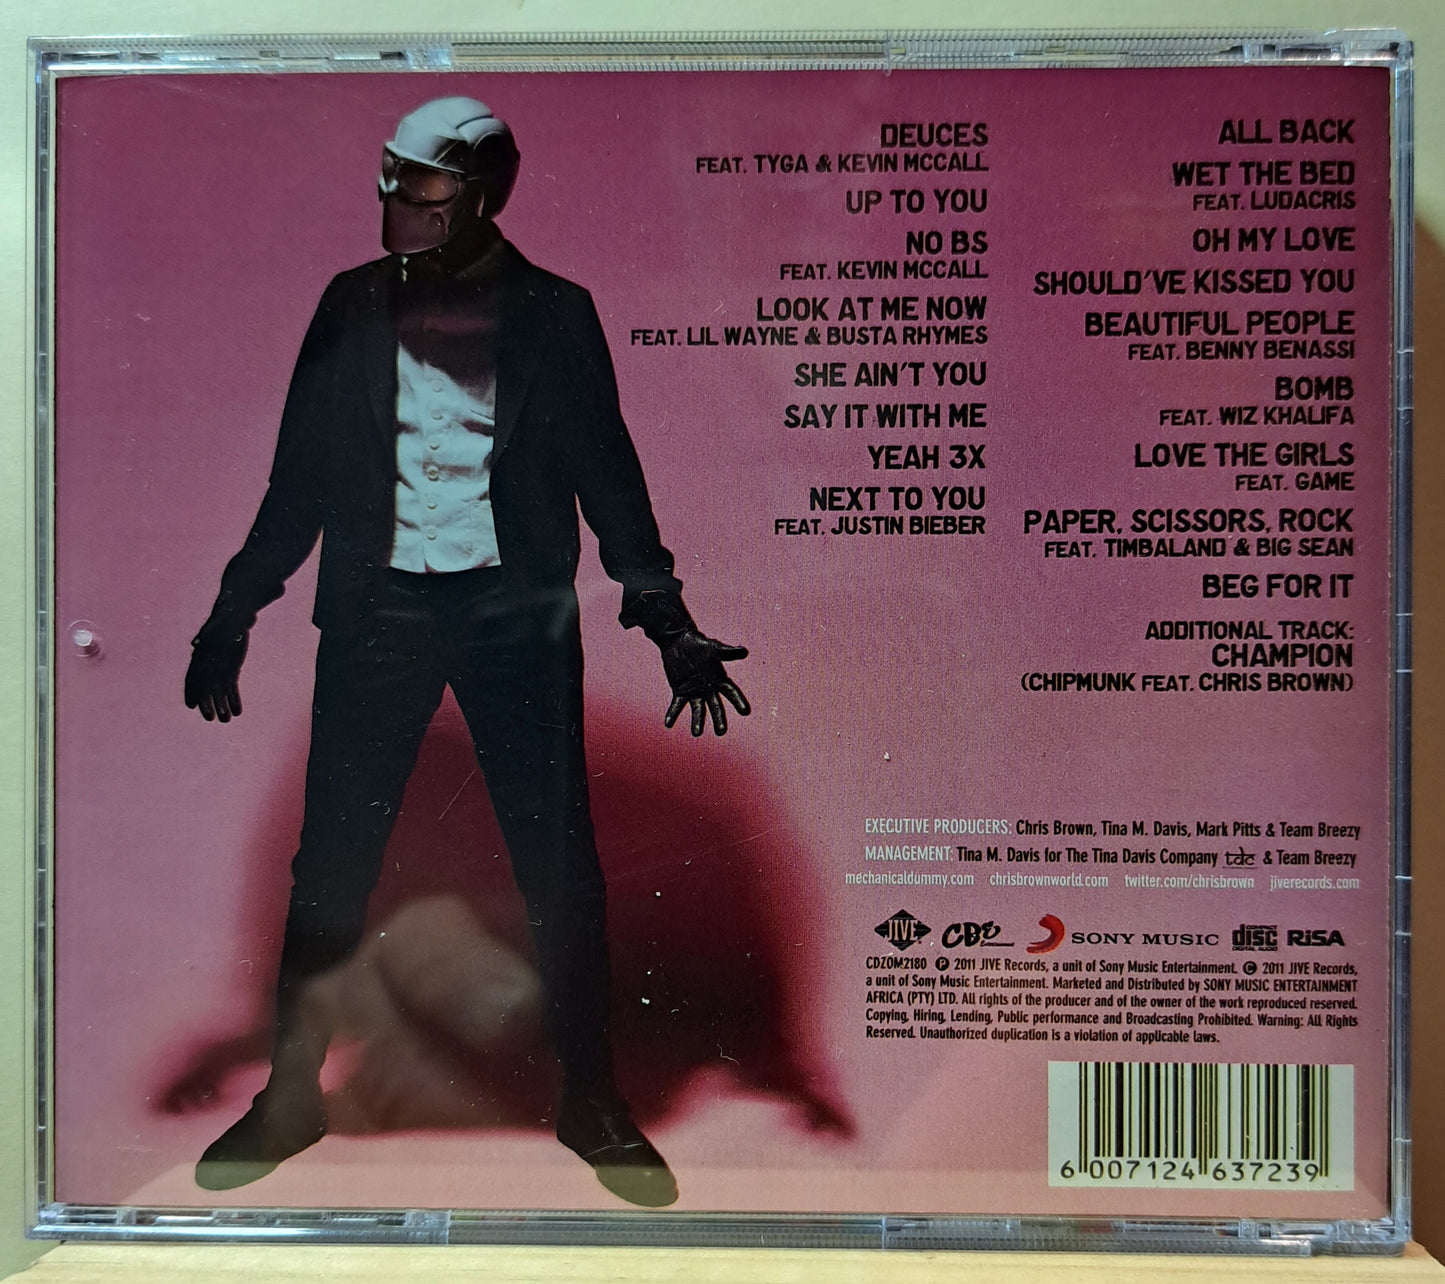 DEUCES
FEAT. TYGA & KEVIN MCCALL
UP TO YOU
NO BS
FEAT. KEVIN MCCALL
LOOK AT ME NOW
FEAT. LIL WAYNE & BUSTA RHYMES
SHE AIN'T YOU
SAY IT WITH ME
YEAH 3X
NEXT TO YOU
FEAT. JUSTIN BIEBER
ALL BACK
WET THE BED
FEAT. LUDACRIS
OH MY LOVE
SHOULD'VE KISSED YOU
BEAUTIFUL PEOPLE
FEAT. BENNY BENASSI
BOMB
FEAT. WIZ KHALIFA
LOVE THE GIRLS
FEAT. GAME
PAPER, SCISSORS, ROCK
FEAT. TIMBALAND & BIG SEAN
BEG FOR IT
ADDITIONAL TRACK:
CHAMPION
(CHIPMUNK FEAT. CHRIS BROWN)
EXECUTIVE PRODUCERS: Chris Brown, Tina M. Davis, Mark Pitts & Team Breezy
MANAGEMENT: Tina M. Davis for The Tina Davis Company tdc & Team Breezy
mechanicaldummy.com chrisbrownworld.com twitter.com/chrisbrown jiverecords.com
JIVE CBE SONY MUSIC COMPACT disc DIGITAL AUDIO RiSA
CDZOM2180 ℗ 2011 JIVE Records, a unit of Sony Music Entertainment. © 2011 JIVE Records,
a unit of Sony Music Entertainment. Marketed and Distributed by SONY MUSIC ENTERTAINMENT
AFRICA (PTY) LTD. All rights of the producer and of the owner of the work reproduced reserved.
Copying, Hiring, Lending, Public performance and Broadcasting Prohibited. Warning: All Rights
Reserved. Unauthorized duplication is a violation of applicable laws.
6 007124 637239